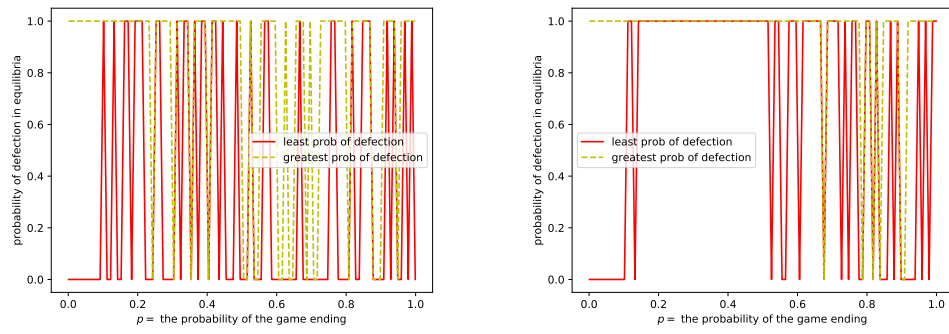 probability of defection in equilibria
1.0
0.8
0.6
0.4
0.2
0.0
least prob of defection
greatest prob of defection
0.0 0.2 0.4 0.6 0.8 1.0
p = the probability of the game ending
probability of defection in equilibria
1.0
0.8
0.6
0.4
0.2
0.0
least prob of defection
greatest prob of defection
0.0 0.2 0.4 0.6 0.8 1.0
p = the probability of the game ending